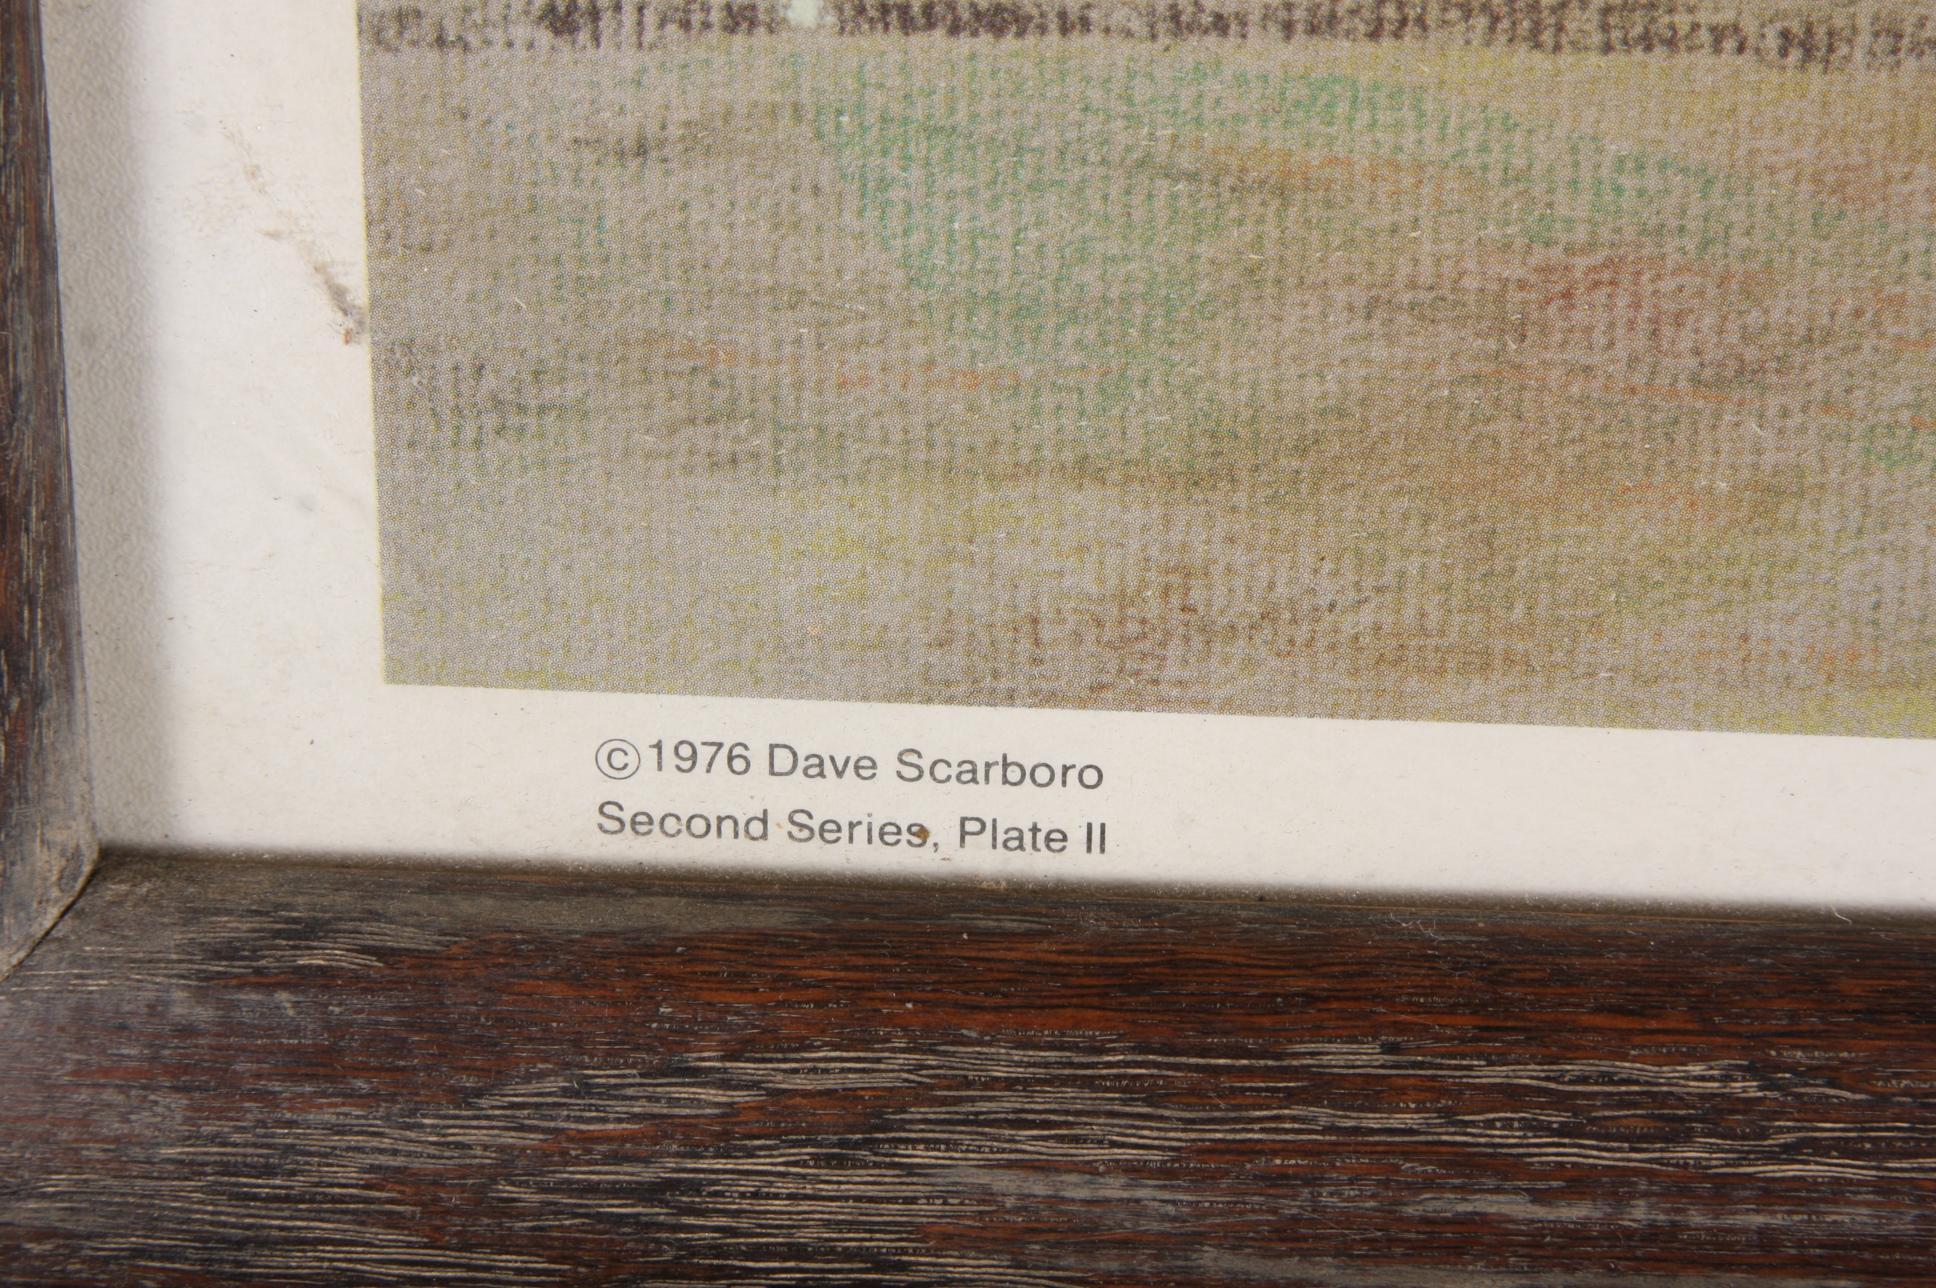 ©1976 Dave Scarboro
Second Series, Plate II